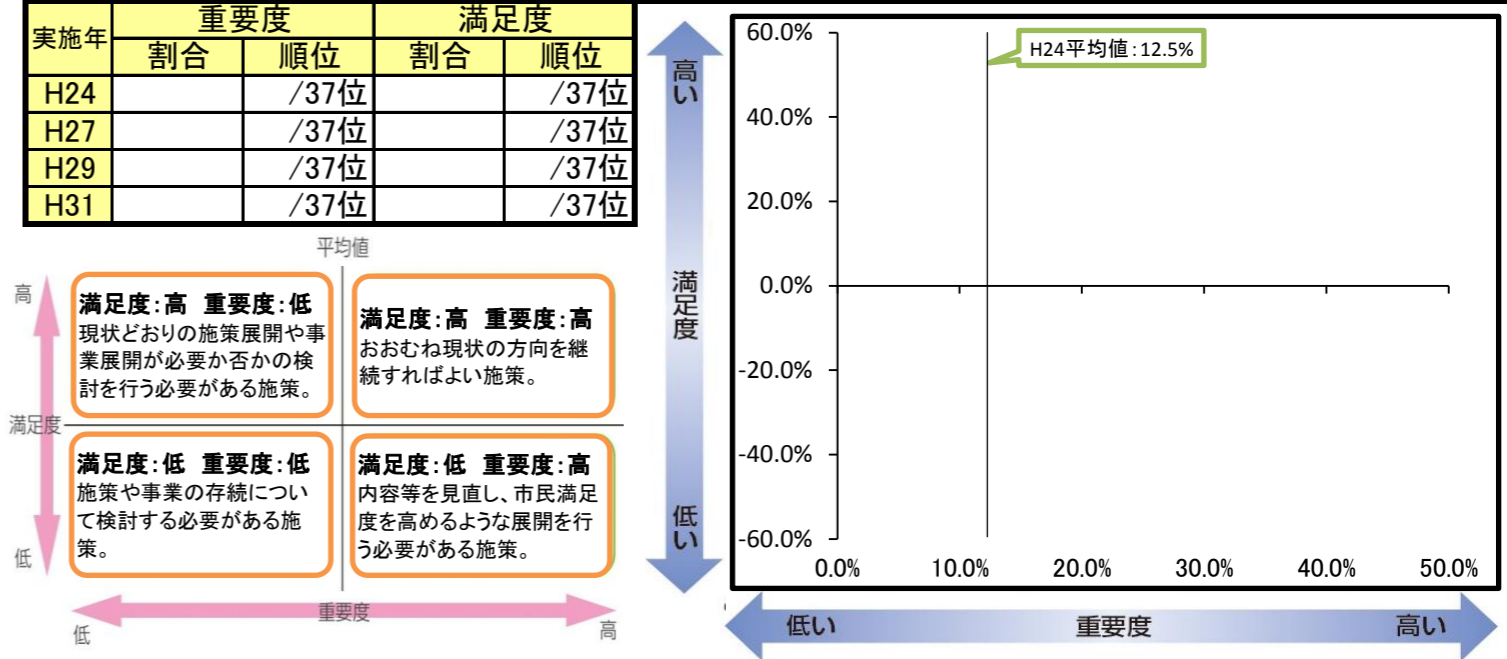 実施年 重要度 満足度
割合 順位 割合 順位
H24 /37位 /37位
H27 /37位 /37位
H29 /37位 /37位
H31 /37位 /37位
平均値
高
満足度
低
満足度:高 重要度:低
現状どおりの施策展開や事
業展開が必要か否かの検
討を行う必要がある施策。
満足度:高 重要度:高
おおむね現状の方向を継
続すればよい施策。
満足度:低 重要度:低
施策や事業の存続につい
て検討する必要がある施
策。
満足度:低 重要度:高
内容等を見直し、市民満足
度を高めるような展開を行
う必要がある施策。
低 重要度 高
高い
満足度
低い
H24平均値:12.5%
60.0%
40.0%
20.0%
0.0%
-20.0%
-40.0%
-60.0%
0.0% 10.0% 20.0% 30.0% 40.0% 50.0%
低い 重要度 高い